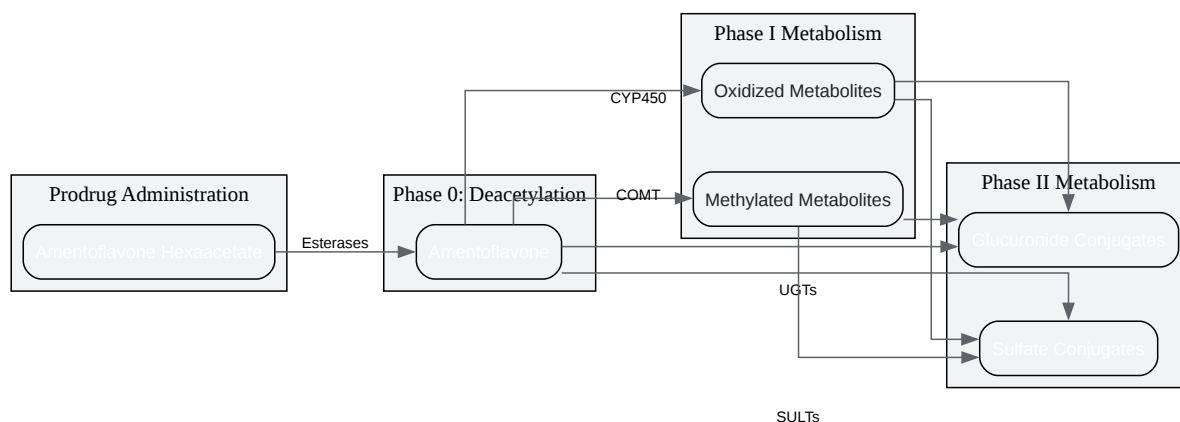 Prodrug Administration
Amentoflavone Hexaacetate
Esterases
Phase 0: Deacetylation
Amentoflavone
CYP450
COMT
UGTs
SULTs
Phase I Metabolism
Oxidized Metabolites
Methylated Metabolites
Phase II Metabolism
Glucuronide Conjugates
Sulfate Conjugates